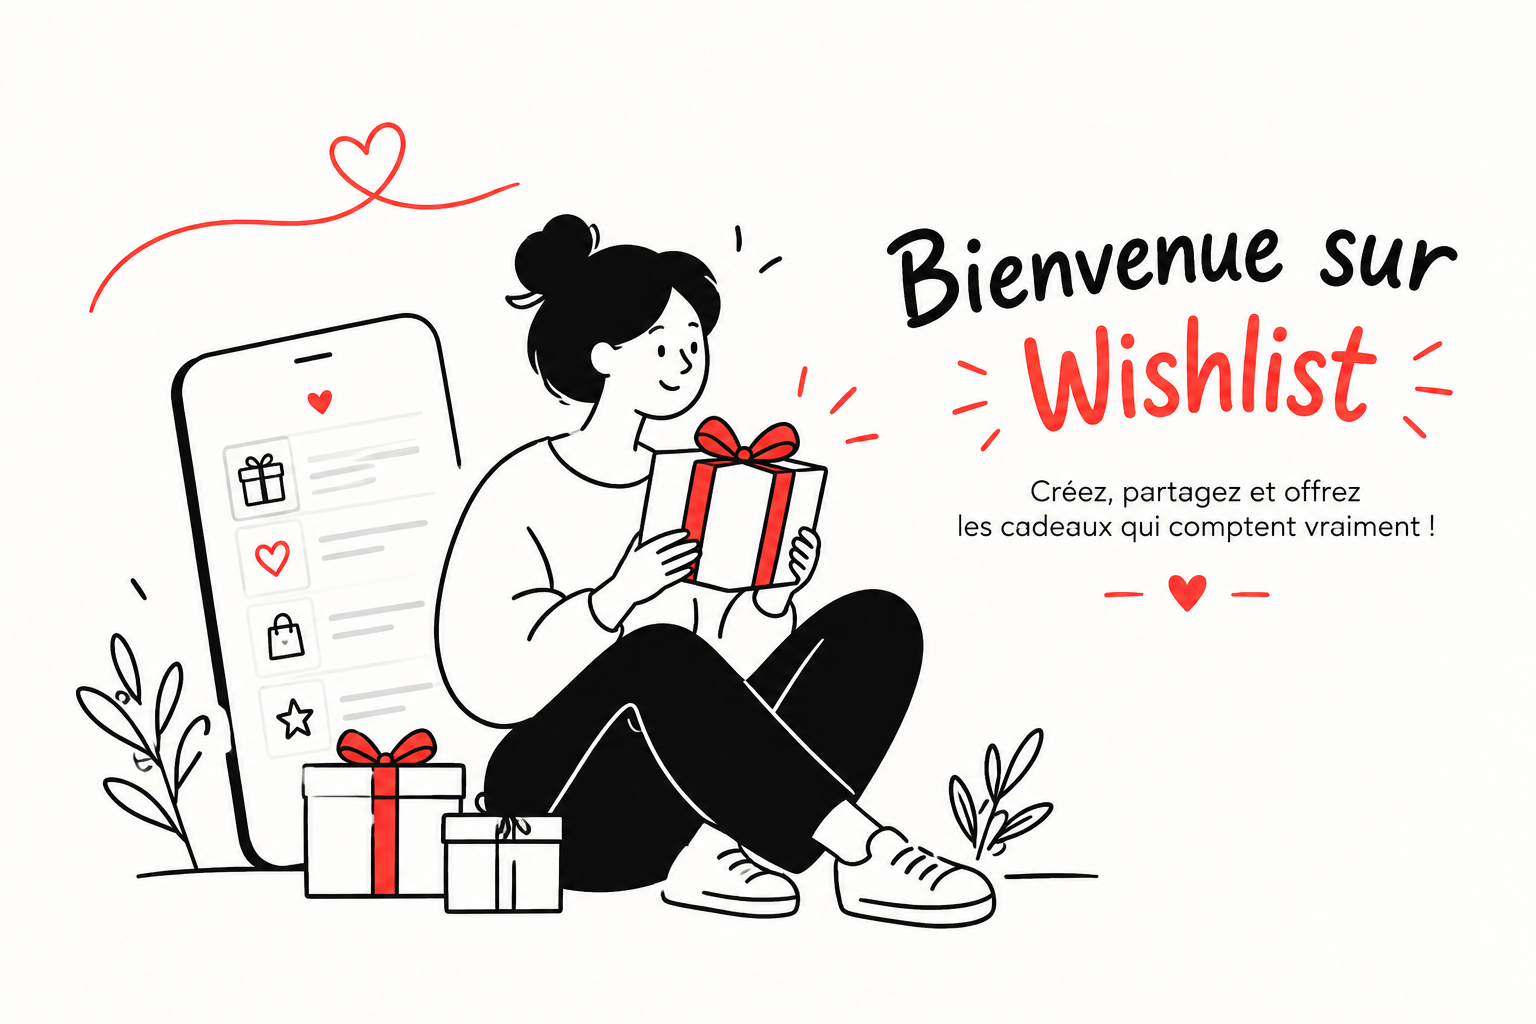 Bienvenue sur
Wishlist
Créez, partagez et offrez
les cadeaux qui comptent vraiment !